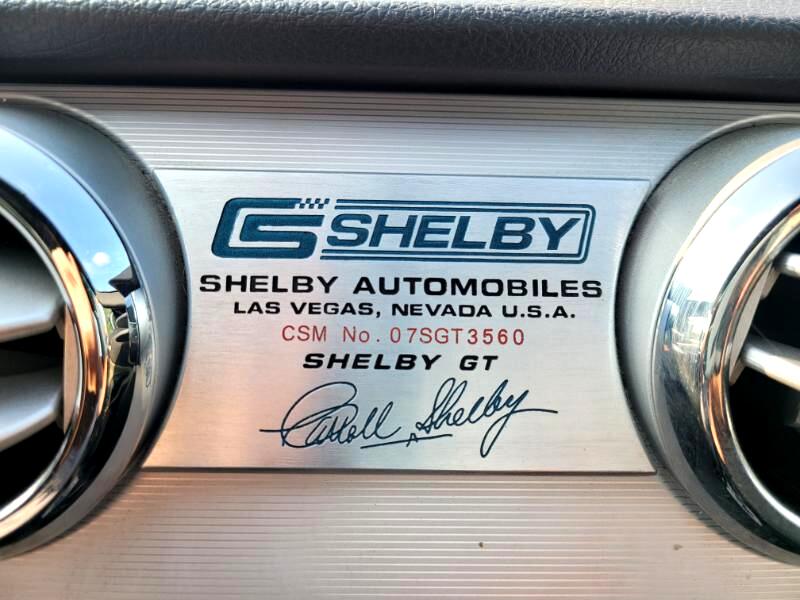 CS SHELBY
SHELBY AUTOMOBILES
LAS VEGAS, NEVADA U.S.A.
CSM No. 07SGT3560
SHELBY GT
Carroll Shelby